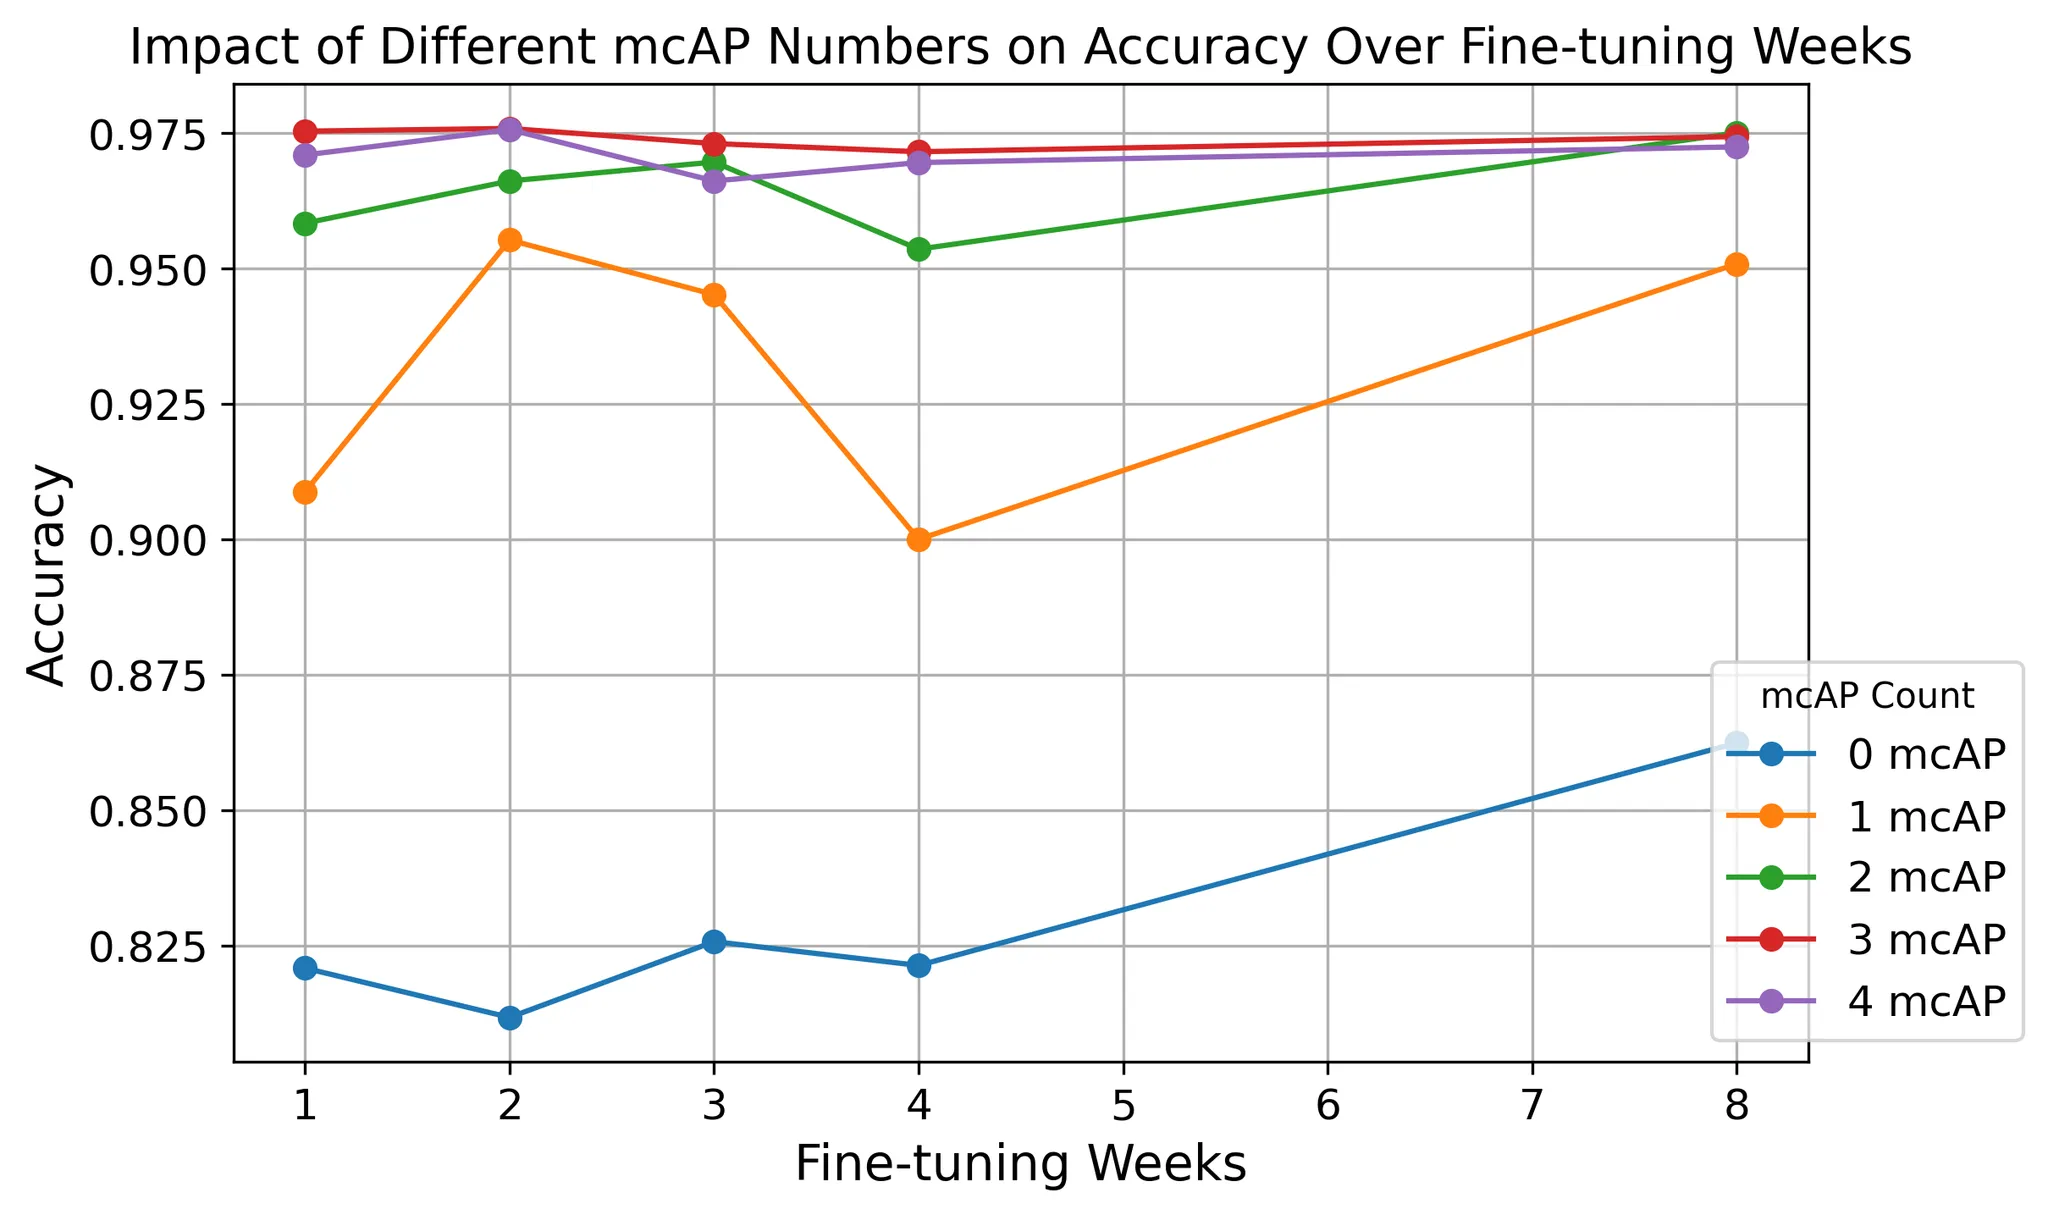 Impact of Different mcAP Numbers on Accuracy Over Fine-tuning Weeks
Accuracy
0.975
0.950
0.925
0.900
0.875
0.850
0.825
mcAP Count
0 mcAP
1 mcAP
2 mcAP
3 mcAP
4 mcAP
1 2 3 4 5 6 7 8
Fine-tuning Weeks